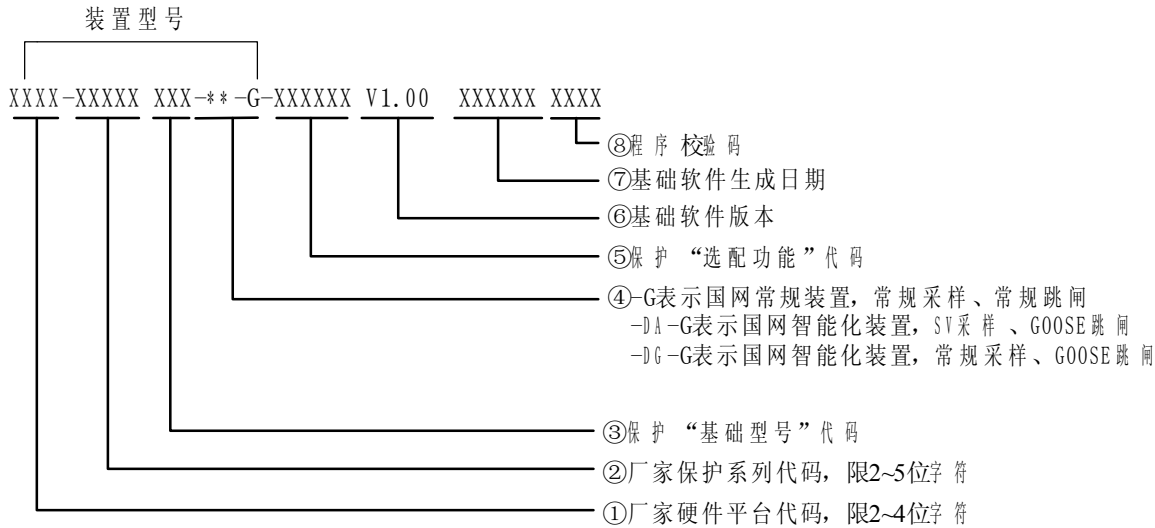 装置型号
XXXX-XXXXX XXX-**-G-XXXXXX V1.00 XXXXXX XXXX
⑧程序校验码
⑦基础软件生成日期
⑥基础软件版本
⑤保护“选配功能”代码
④-G表示国网常规装置，常规采样、常规跳闸
-DA-G表示国网智能化装置，SV采样、GOOSE跳闸
-DG-G表示国网智能化装置，常规采样、GOOSE跳闸
③保护“基础型号”代码
②厂家保护系列代码，限2~5位字符
①厂家硬件平台代码，限2~4位字符